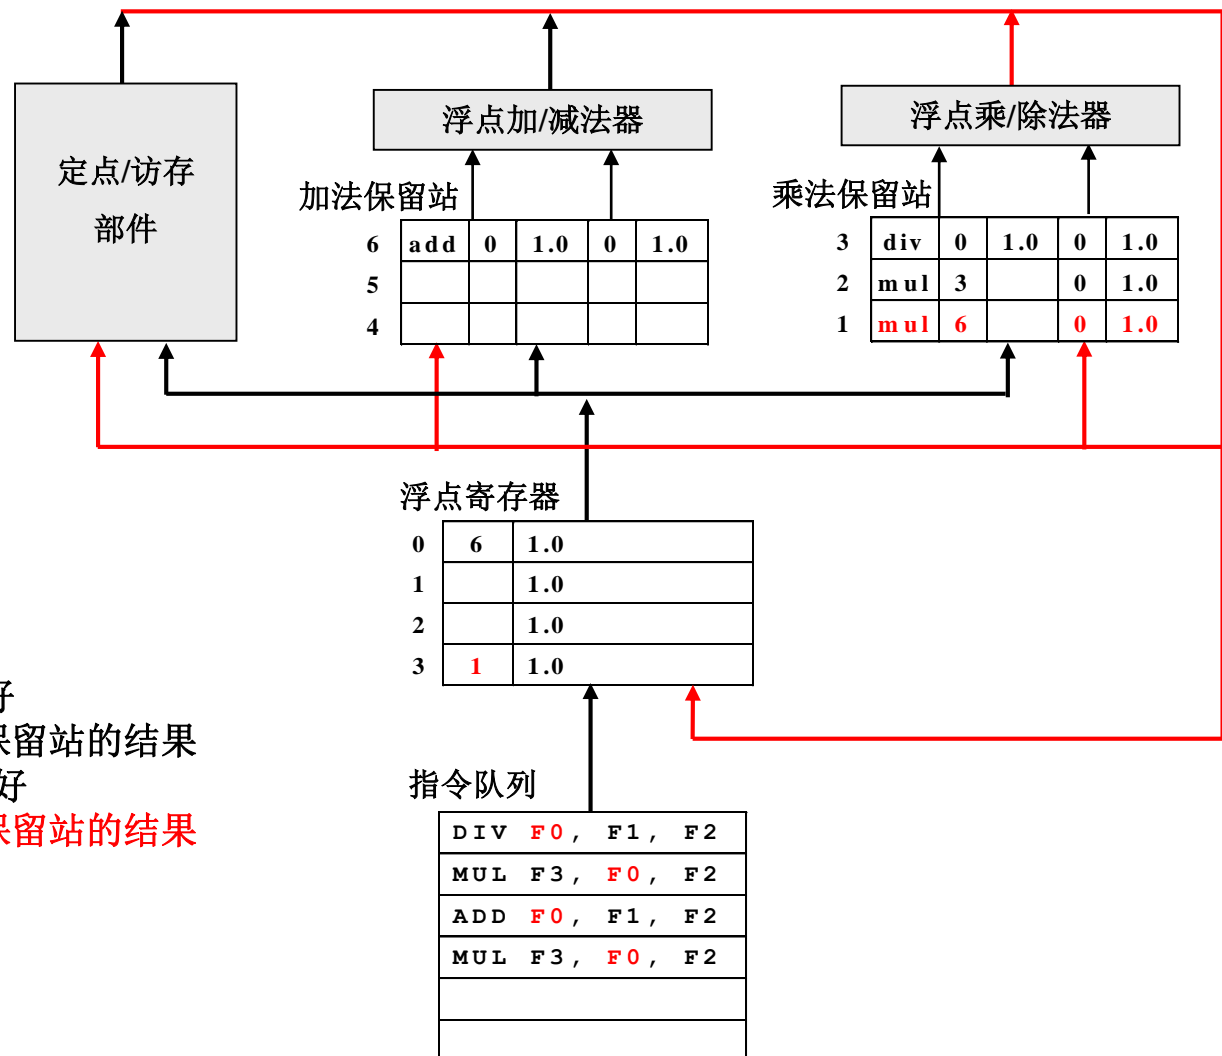 浮点加/减法器
浮点乘/除法器
定点/访存
部件
加法保留站
乘法保留站
6 add 0 1.0 0 1.0
5
4
3 div 0 1.0 0 1.0
2 mul 3 0 1.0
1 mul 6 0 1.0
浮点寄存器
0 6 1.0
1 1.0
2 1.0
3 1 1.0
好
保留站的结果
好
保留站的结果
指令队列
DIV F0, F1, F2
MUL F3, F0, F2
ADD F0, F1, F2
MUL F3, F0, F2